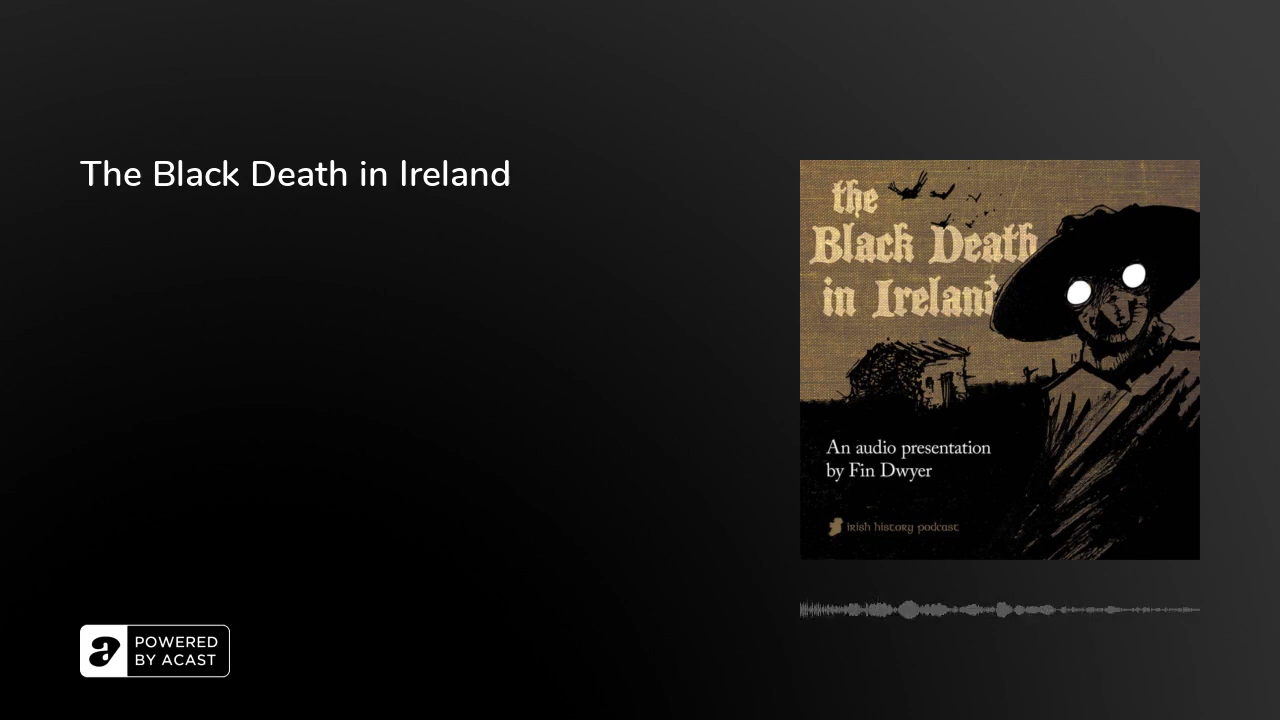 The Black Death in Ireland
the
Black Death
in Ireland
An audio presentation
by Fin Dwyer
irish history podcast
a
POWERED
BY ACAST